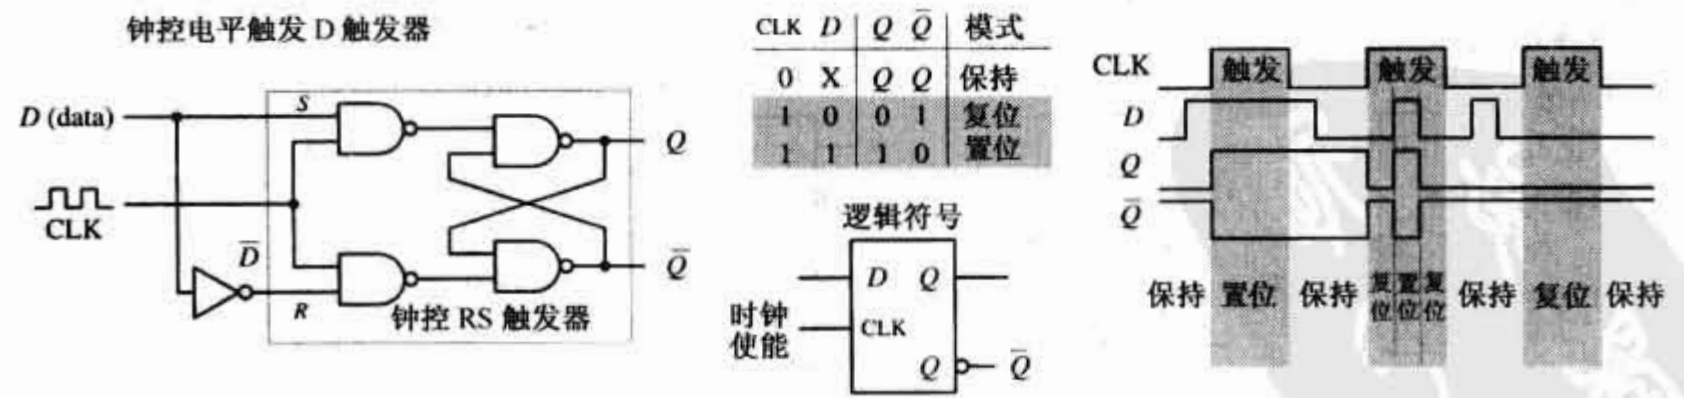 钟控电平触发 D 触发器
D (data)
S
Q
CLK
D̅
R
Q̅
钟控 RS 触发器
CLK D Q Q̅ 模式
0 X Q Q 保持
1 0 0 1 复位
1 1 1 0 置位
逻辑符号
D Q
时钟
使能
CLK
Q Q̅
CLK 触发 触发 触发
D
Q
Q̅
保持 置位 保持 复位 置位 复位 保持 复位 保持